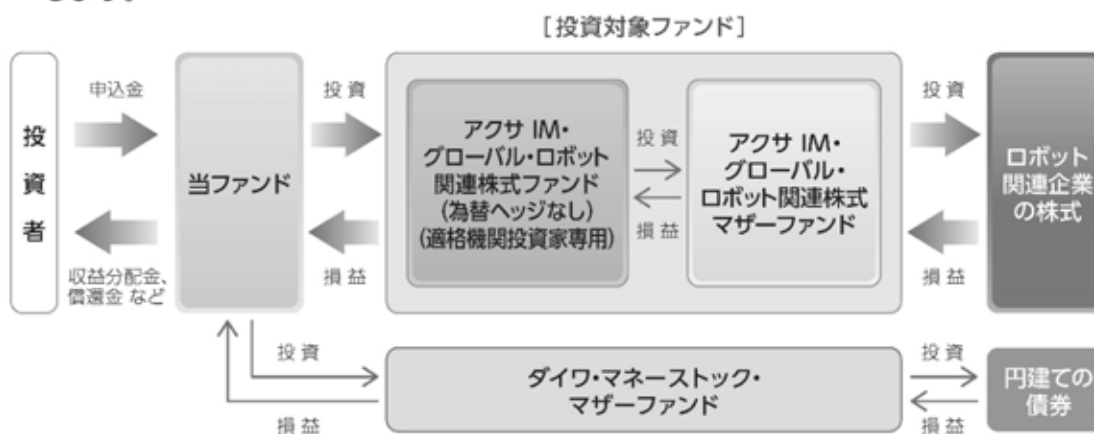 [投資対象ファンド]
投資者
申込金
収益分配金、
償還金 など
当ファンド
投資
損益
アクサ IM・
グローバル・ロボット
関連株式ファンド
(為替ヘッジなし)
(適格機関投資家専用)
投資
損益
アクサ IM・
グローバル・
ロボット関連株式
マザーファンド
投資
損益
ロボット
関連企業
の株式
投資
損益
ダイワ・マネーストック・
マザーファンド
投資
損益
円建ての
債券